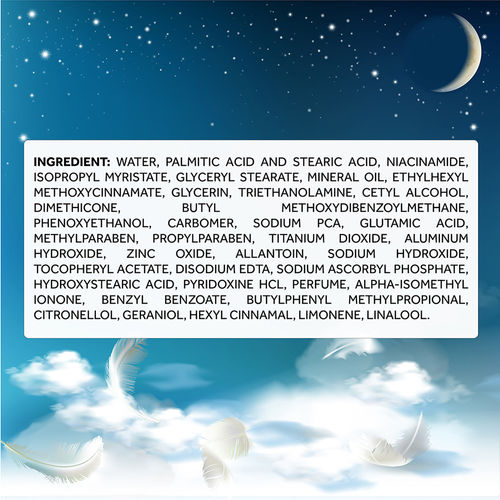 INGREDIENT: WATER, PALMITIC ACID AND STEARIC ACID, NIACINAMIDE,
ISOPROPYL MYRISTATE, GLYCERYL STEARATE, MINERAL OIL, ETHYLHEXYL
METHOXYCINNAMATE, GLYCERIN, TRIETHANOLAMINE, CETYL ALCOHOL,
DIMETHICONE, BUTYL METHOXYDIBENZOYLMETHANE,
PHENOXYETHANOL, CARBOMER, SODIUM PCA, GLUTAMIC ACID,
METHYLPARABEN, PROPYLPARABEN, TITANIUM DIOXIDE, ALUMINUM
HYDROXIDE, ZINC OXIDE, ALLANTOIN, SODIUM HYDROXIDE,
TOCOPHERYL ACETATE, DISODIUM EDTA, SODIUM ASCORBYL PHOSPHATE,
HYDROXYSTEARIC ACID, PYRIDOXINE HCL, PERFUME, ALPHA-ISOMETHYL
IONONE, BENZYL BENZOATE, BUTYLPHENYL METHYLPROPIONAL,
CITRONELLOL, GERANIOL, HEXYL CINNAMAL, LIMONENE, LINALOOL.